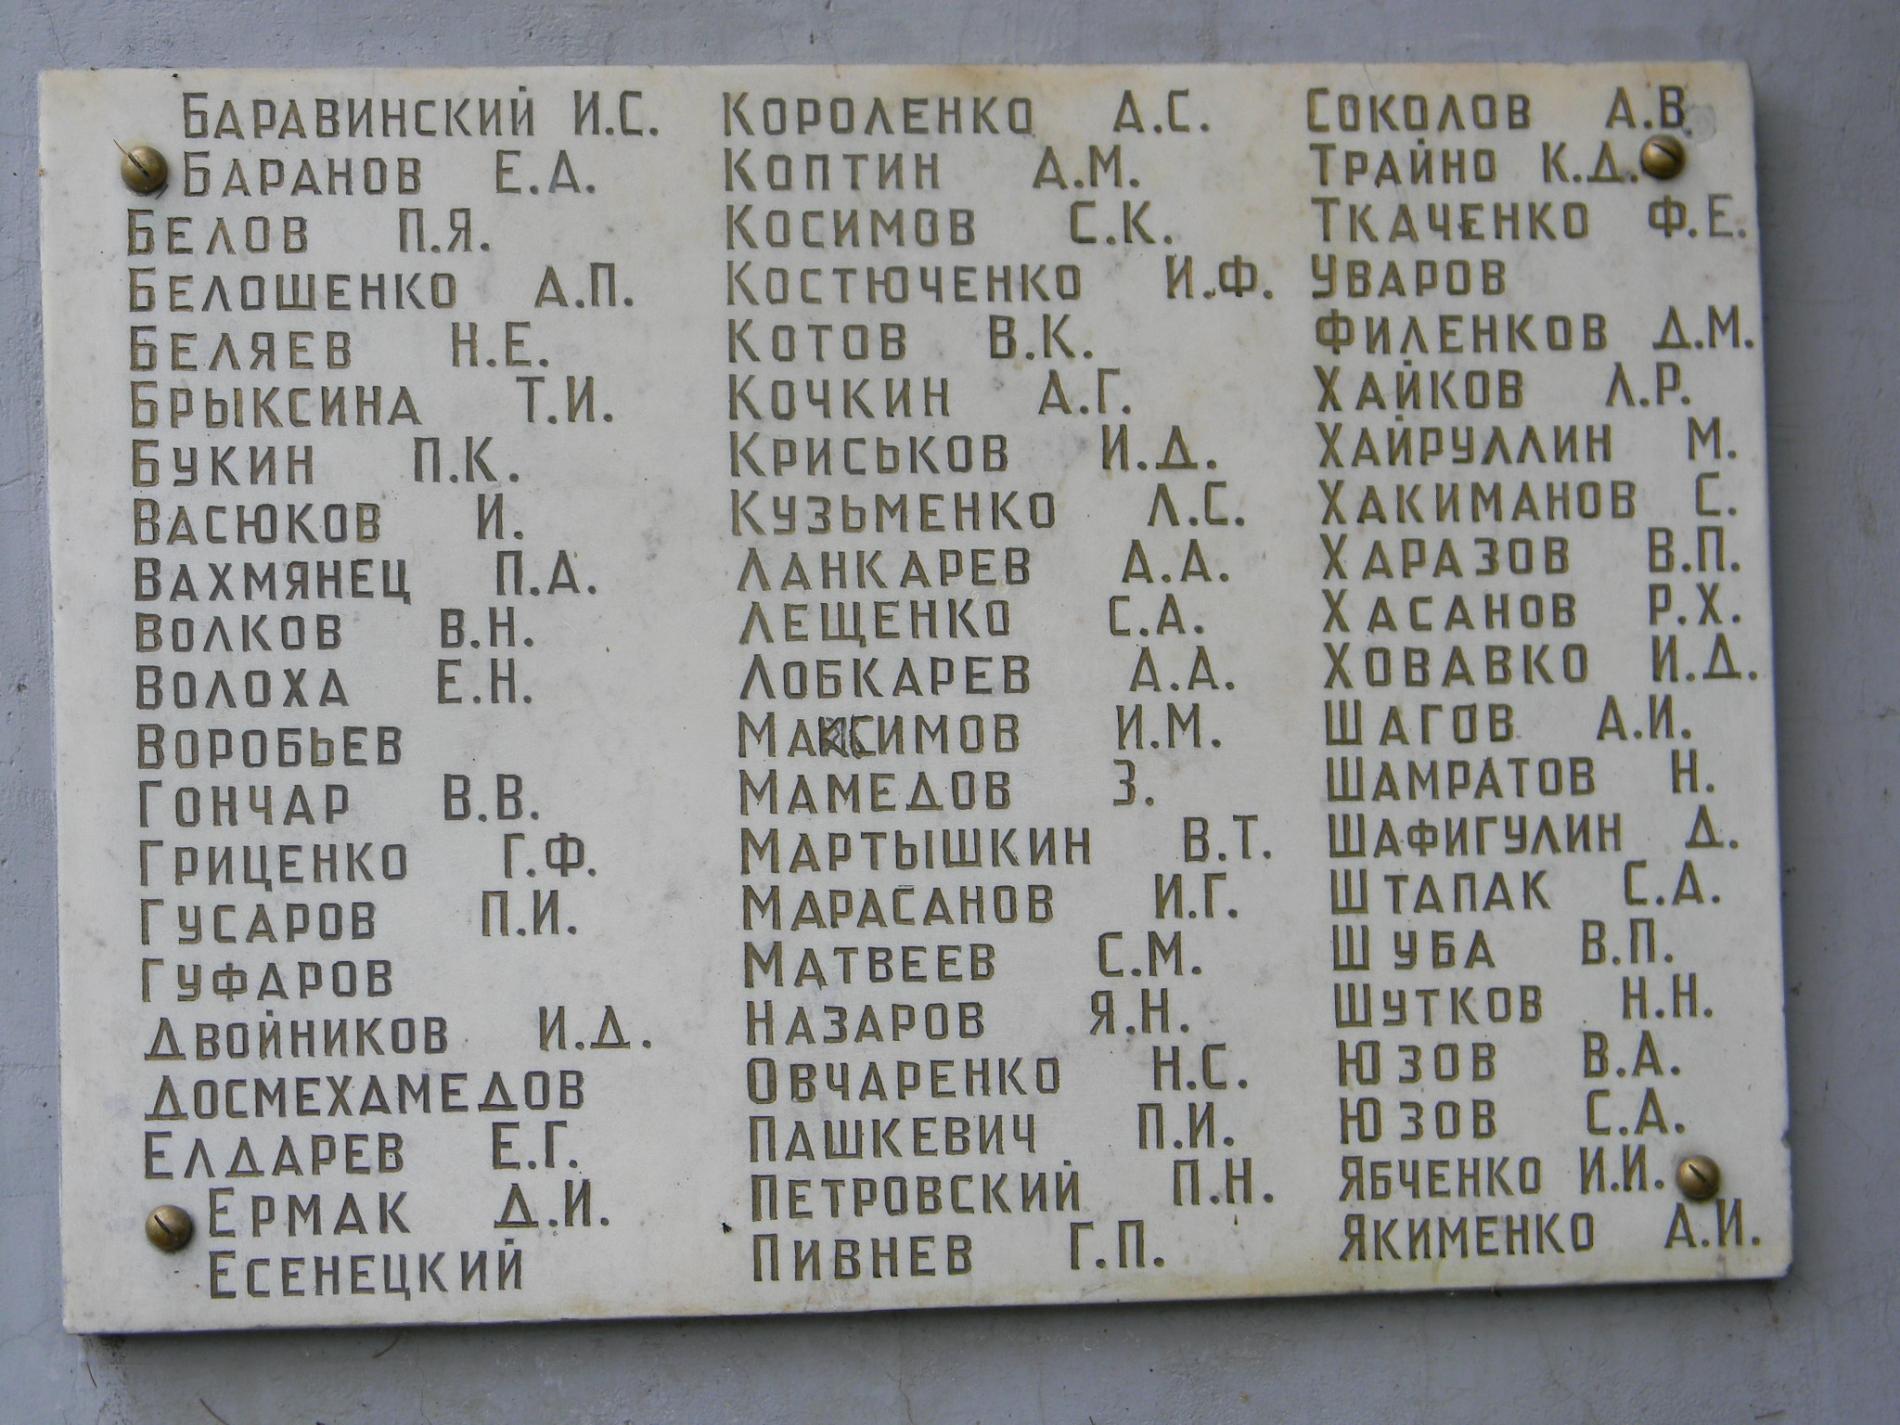 БАРАВИНСКИЙ И.С.
БАРАНОВ Е.А.
БЕЛОВ П.Я.
БЕЛОШЕНКО А.П.
БЕЛЯЕВ Н.Е.
БРЫКСИНА Т.И.
БУКИН П.К.
ВАСЮКОВ И.
ВАХМЯНЕЦ П.А.
ВОЛКОВ В.Н.
ВОЛОХА Е.Н.
ВОРОБЬЕВ
ГОНЧАР В.В.
ГРИЦЕНКО Г.Ф.
ГУСАРОВ П.И.
ГУФАРОВ
ДВОЙНИКОВ И.Д.
ДОСМЕХАМЕДОВ
ЕЛДАРЕВ Е.Г.
ЕРМАК Д.И.
ЕСЕНЕЦКИЙ
КОРОЛЕНКО А.С.
КОПТИН А.М.
КОСИМОВ С.К.
КОСТЮЧЕНКО И.Ф.
КОТОВ В.К.
КОЧКИН А.Г.
КРИСЬКОВ И.Д.
КУЗЬМЕНКО Л.С.
ЛАНКАРЕВ А.А.
ЛЕЩЕНКО С.А.
ЛОБКАРЕВ А.А.
МАКСИМОВ И.М.
МАМЕДОВ З.
МАРТЫШКИН В.Т.
МАРАСАНОВ И.Г.
МАТВЕЕВ С.М.
НАЗАРОВ Я.Н.
ОВЧАРЕНКО Н.С.
ПАШКЕВИЧ П.И.
ПЕТРОВСКИЙ П.Н.
ПИВНЕВ Г.П.
СОКОЛОВ А.В
ТРАЙНО К.Д.
ТКАЧЕНКО Ф.Е.
УВАРОВ
ФИЛЕНКОВ Д.М.
ХАЙКОВ Л.Р.
ХАЙРУЛЛИН М.
ХАКИМАНОВ С.
ХАРАЗОВ В.П.
ХАСАНОВ Р.Х.
ХОВАВКО И.Д.
ШАГОВ А.И.
ШАМРАТОВ Н.
ШАФИГУЛИН Д.
ШТАПАК С.А.
ШУБА В.П.
ШУТКОВ Н.Н.
ЮЗОВ В.А.
ЮЗОВ С.А.
ЯБЧЕНКО И.И.
ЯКИМЕНКО А.И.